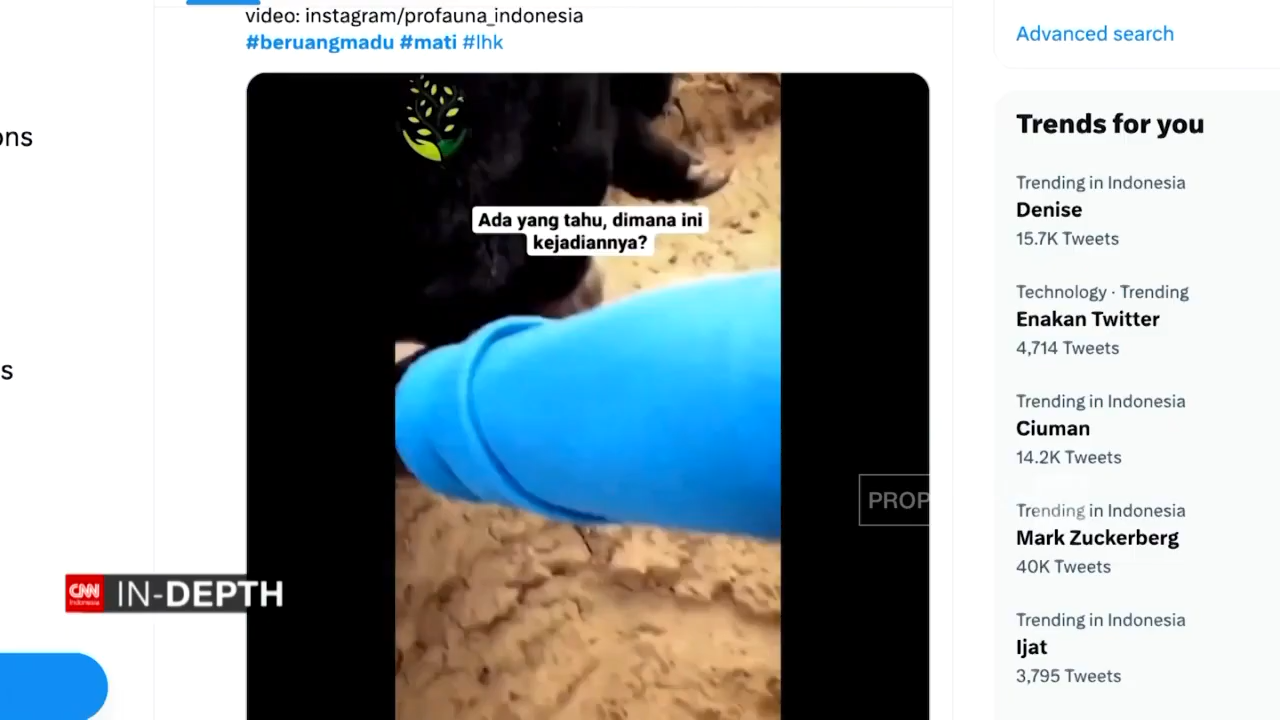 video: instagram/profauna_indonesia
#beruangmadu #mati #lhk
Ada yang tahu, dimana ini
kejadiannya?
PROP
CNN
Indonesia
IN-DEPTH
ons
s
Advanced search
Trends for you
Trending in Indonesia
Denise
15.7K Tweets
Technology · Trending
Enakan Twitter
4,714 Tweets
Trending in Indonesia
Ciuman
14.2K Tweets
Trending in Indonesia
Mark Zuckerberg
40K Tweets
Trending in Indonesia
Ijat
3,795 Tweets